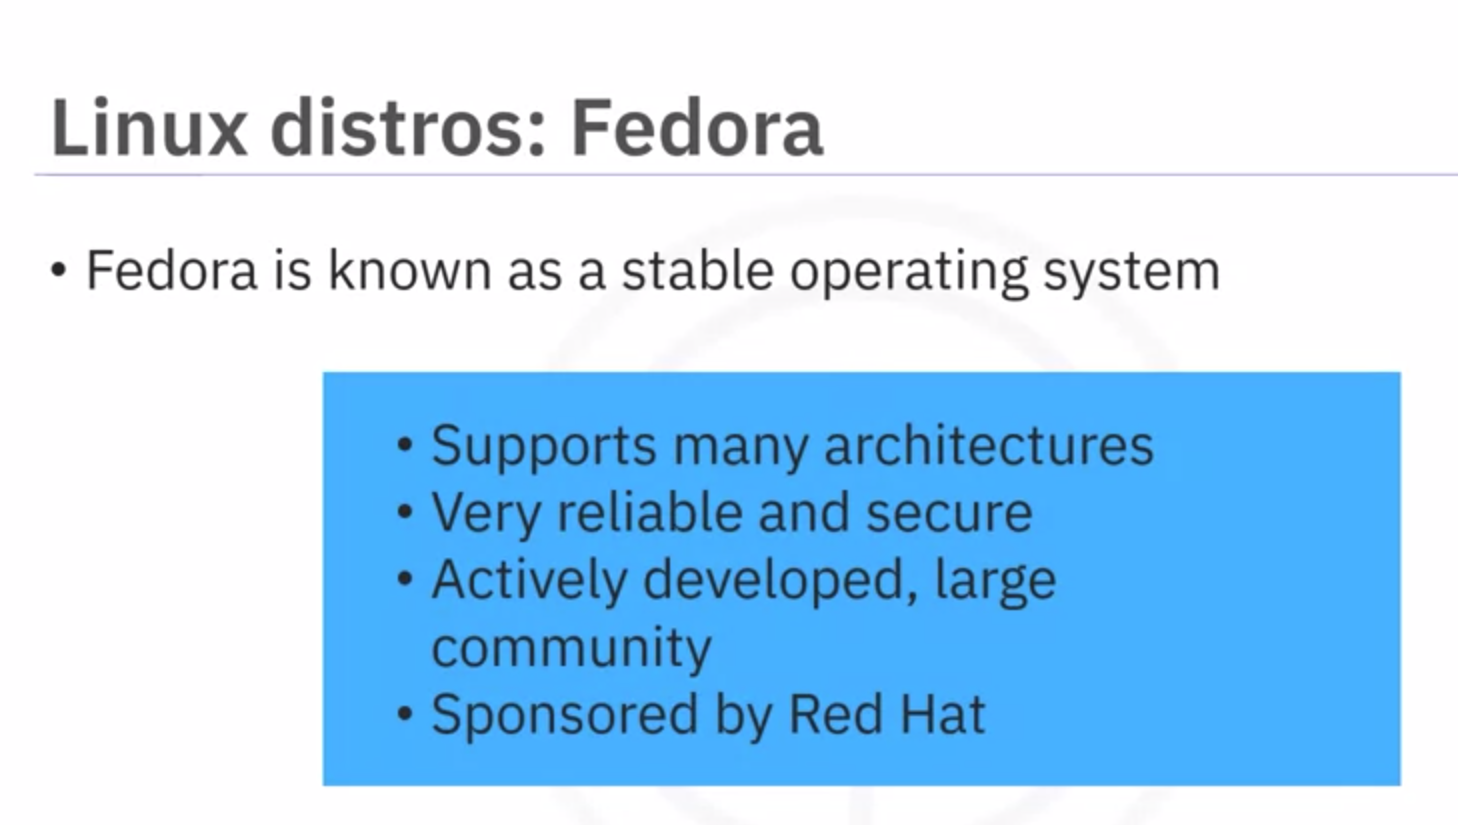 Linux distros: Fedora
• Fedora is known as a stable operating system
• Supports many architectures
• Very reliable and secure
• Actively developed, large
community
• Sponsored by Red Hat